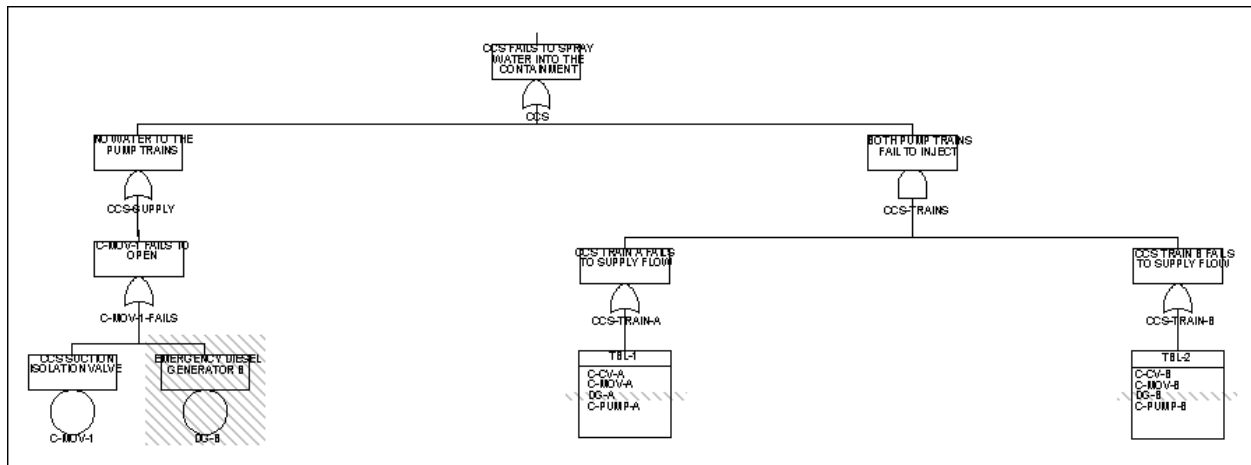 CCS FAILS TO SPRAY
WATER INTO THE
CONTAINMENT
CCS
NO WATER TO THE
PUMP TRAINS
CCS-SUPPLY
BOTH PUMP TRAINS
FAIL TO INJECT
CCS-TRAINS
C-MOV-1 FAILS TO
OPEN
C-MOV-1-FAILS
CCS TRAIN A FAILS
TO SUPPLY FLOW
CCS-TRAIN-A
CCS TRAIN B FAILS
TO SUPPLY FLOW
CCS-TRAIN-B
CCS SUCTION
ISOLATION VALVE
C-MOV-1
EMERGENCY DIESEL
GENERATOR B
DG-B
TBL-1
C-CV-A
C-MOV-A
DG-A
C-PUMP-A
TBL-2
C-CV-B
C-MOV-B
DG-B
C-PUMP-B